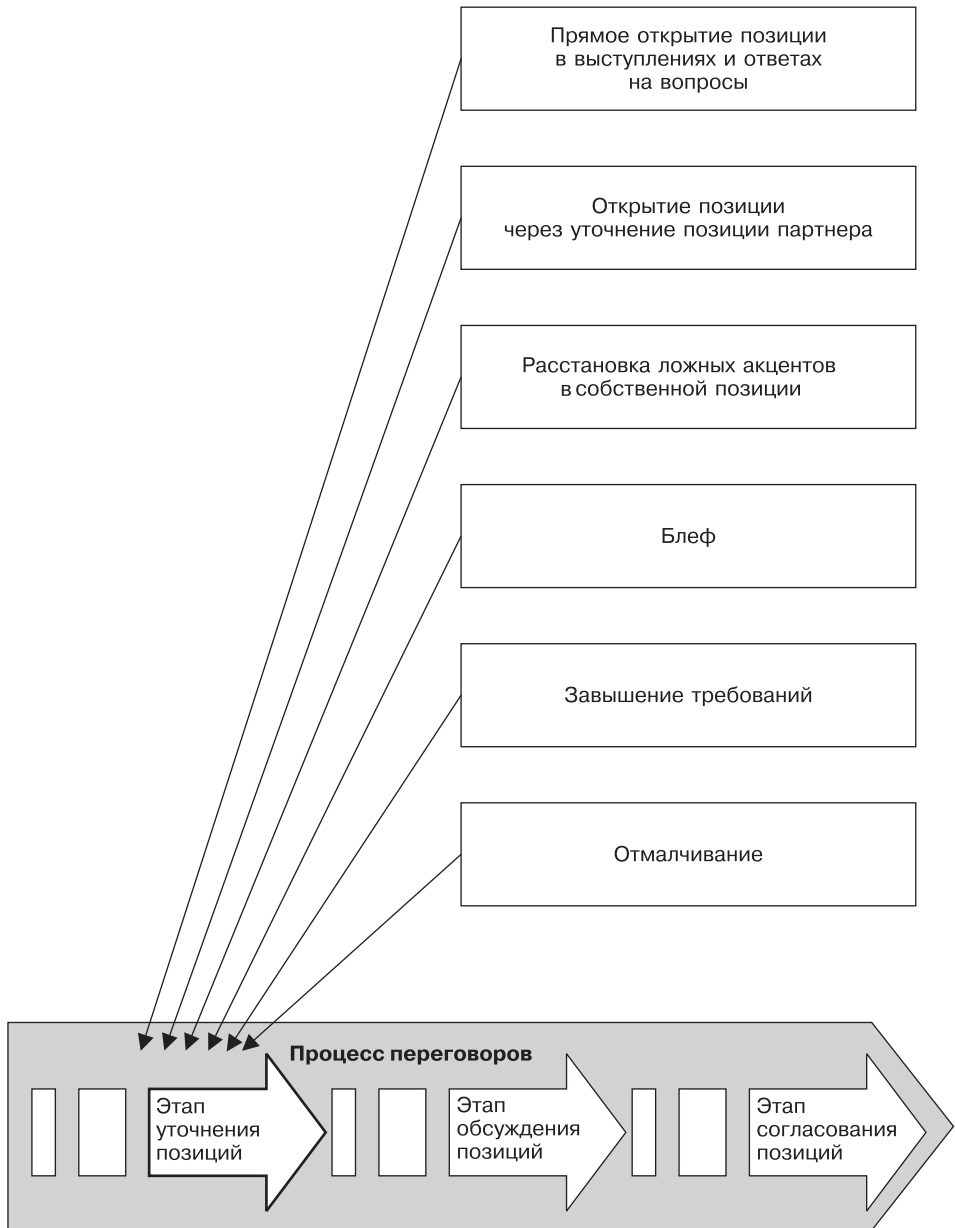 Прямое открытие позиции
в выступлениях и ответах
на вопросы
Открытие позиции
через уточнение позиции партнера
Расстановка ложных акцентов
в собственной позиции
Блеф
Завышение требований
Отмалчивание
Процесс переговоров
Этап
уточнения
позиций
Этап
обсуждения
позиций
Этап
согласования
позиций